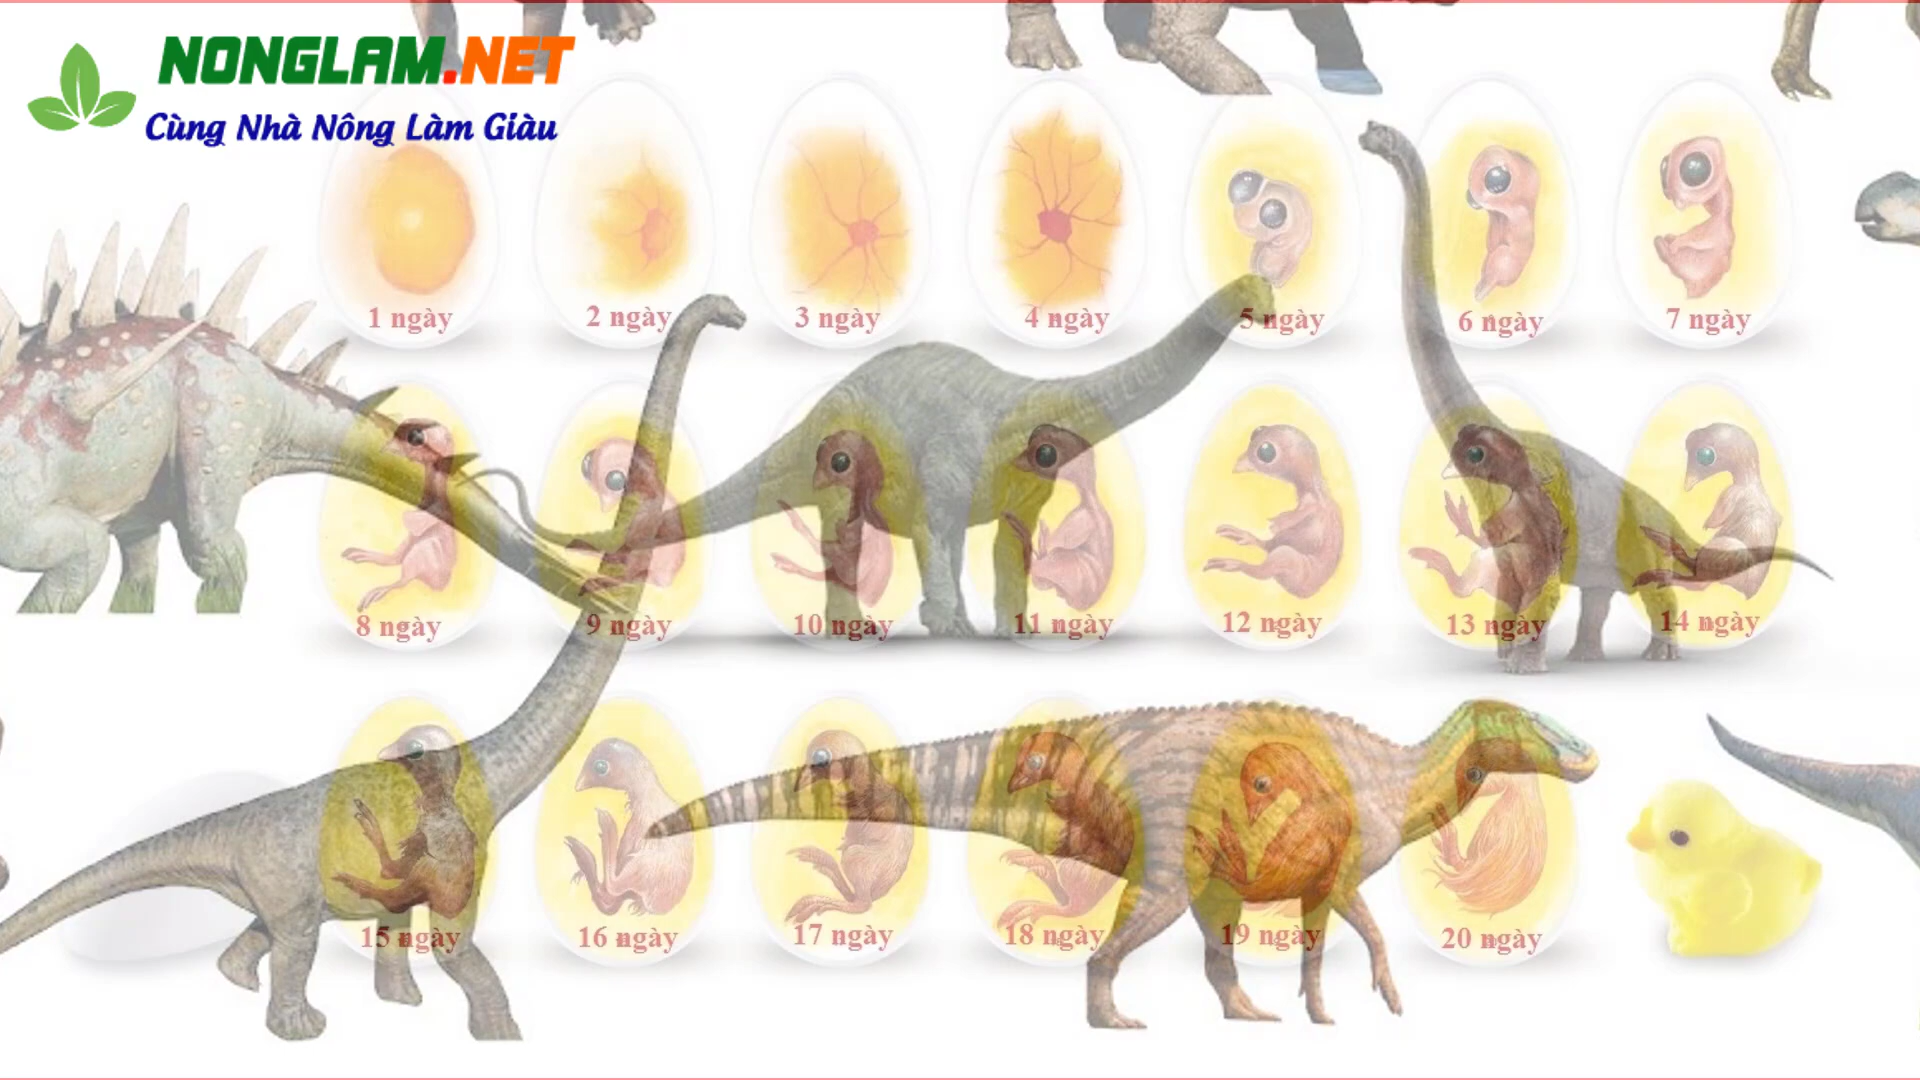 NONGLAM.NET
Cùng Nhà Nông Làm Giàu
1 ngày
2 ngày
3 ngày
4 ngày
5 ngày
6 ngày
7 ngày
8 ngày
9 ngày
10 ngày
11 ngày
12 ngày
13 ngày
14 ngày
15 ngày
16 ngày
17 ngày
18 ngày
19 ngày
20 ngày